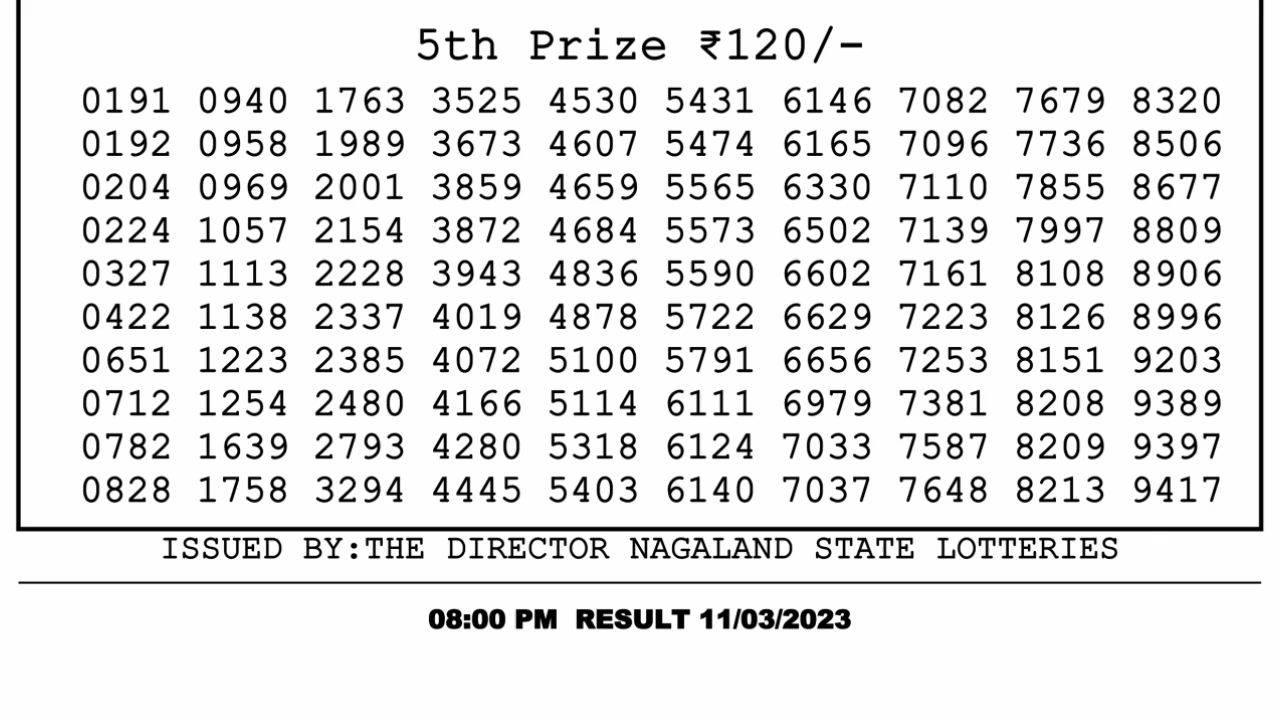 5th Prize ₹120/-
0191 0940 1763 3525 4530 5431 6146 7082 7679 8320
0192 0958 1989 3673 4607 5474 6165 7096 7736 8506
0204 0969 2001 3859 4659 5565 6330 7110 7855 8677
0224 1057 2154 3872 4684 5573 6502 7139 7997 8809
0327 1113 2228 3943 4836 5590 6602 7161 8108 8906
0422 1138 2337 4019 4878 5722 6629 7223 8126 8996
0651 1223 2385 4072 5100 5791 6656 7253 8151 9203
0712 1254 2480 4166 5114 6111 6979 7381 8208 9389
0782 1639 2793 4280 5318 6124 7033 7587 8209 9397
0828 1758 3294 4445 5403 6140 7037 7648 8213 9417
ISSUED BY:THE DIRECTOR NAGALAND STATE LOTTERIES
08:00 PM RESULT 11/03/2023